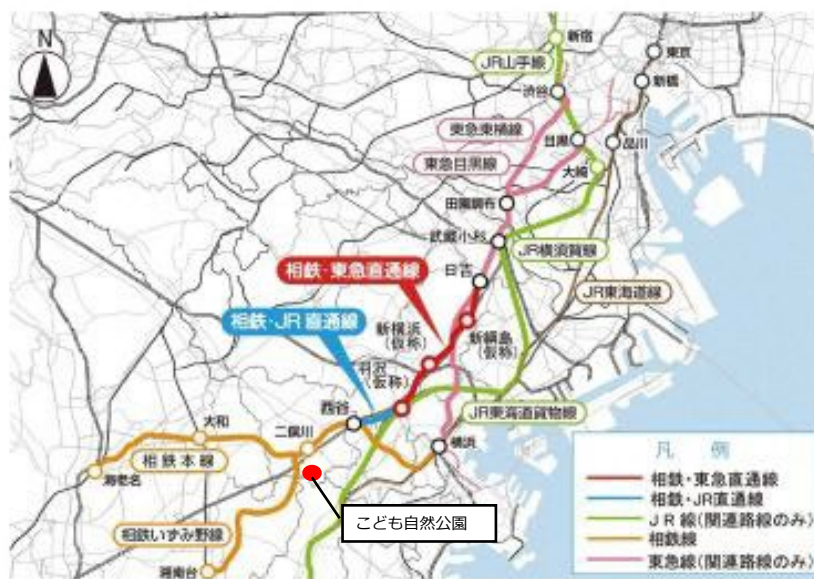 N
新宿
東京
JR山手線
新橋
渋谷
東急東横線
目黒
品川
東急目黒線
大崎
田園調布
武蔵小杉
JR横須賀線
相鉄・東急直通線
日吉
JR東海道線
相鉄・JR直通線
新横浜
(仮称)
新綱島
(仮称)
羽沢
(仮称)
西谷
JR東海道貨物線
大和
二俣川
横浜
相鉄本線
海老名
こども自然公園
相鉄いずみ野線
湘南台
凡 例
相鉄・東急直通線
相鉄・JR直通線
JR線(関連路線のみ)
相鉄線
東急線(関連路線のみ)